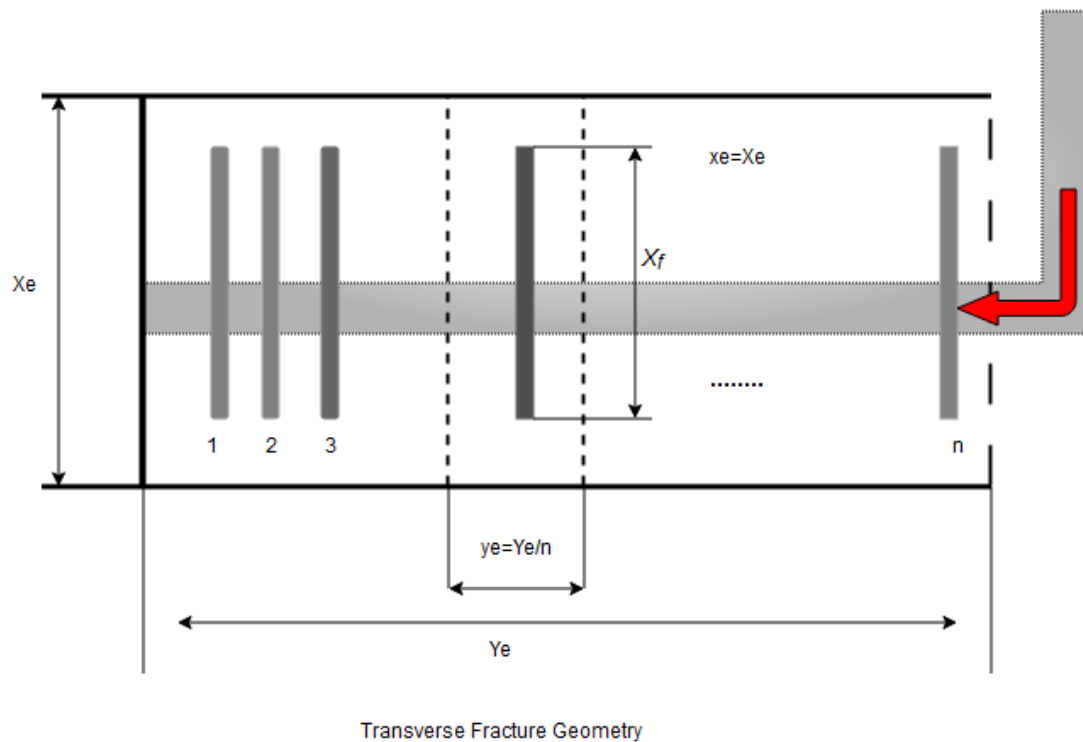 xe=Xe
Xe
Xf
........
1 2 3 n
ye=Ye/n
Ye
Transverse Fracture Geometry